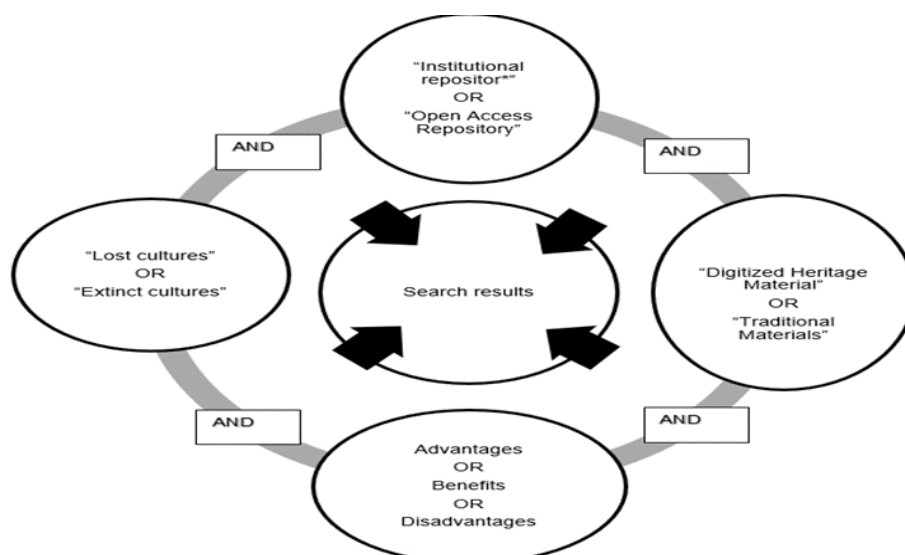 "Institutional
repositor*"
OR
"Open Access
Repository"
AND
AND
"Lost cultures"
OR
"Extinct cultures"
Search results
"Digitized Heritage
Material"
OR
"Traditional
Materials"
AND
AND
Advantages
OR
Benefits
OR
Disadvantages